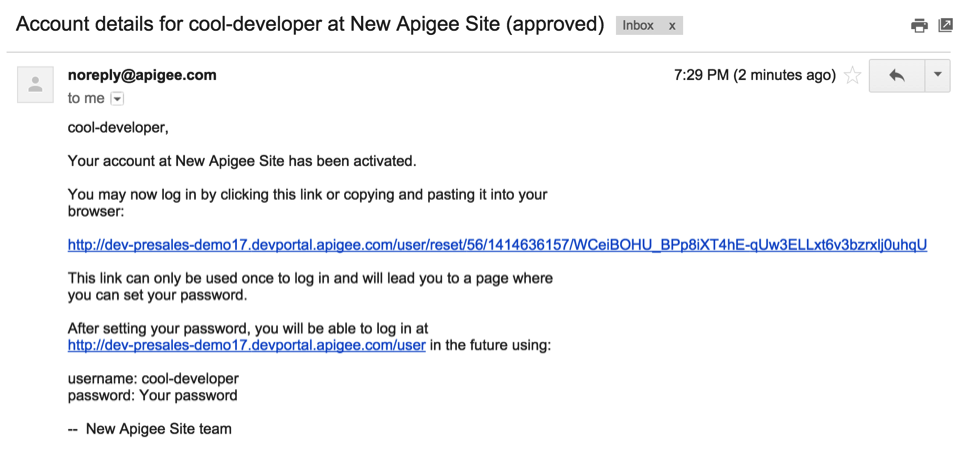 Account details for cool-developer at New Apigee Site (approved) Inbox x
noreply@apigee.com 7:29 PM (2 minutes ago)
to me
cool-developer,
Your account at New Apigee Site has been activated.
You may now log in by clicking this link or copying and pasting it into your
browser:
http://dev-presales-demo17.devportal.apigee.com/user/reset/56/1414636157/WCeiBOHU_BPp8iXT4hE-qUw3ELLxt6v3bzrxlj0uhqU
This link can only be used once to log in and will lead you to a page where
you can set your password.
After setting your password, you will be able to log in at
http://dev-presales-demo17.devportal.apigee.com/user in the future using:
username: cool-developer
password: Your password
-- New Apigee Site team